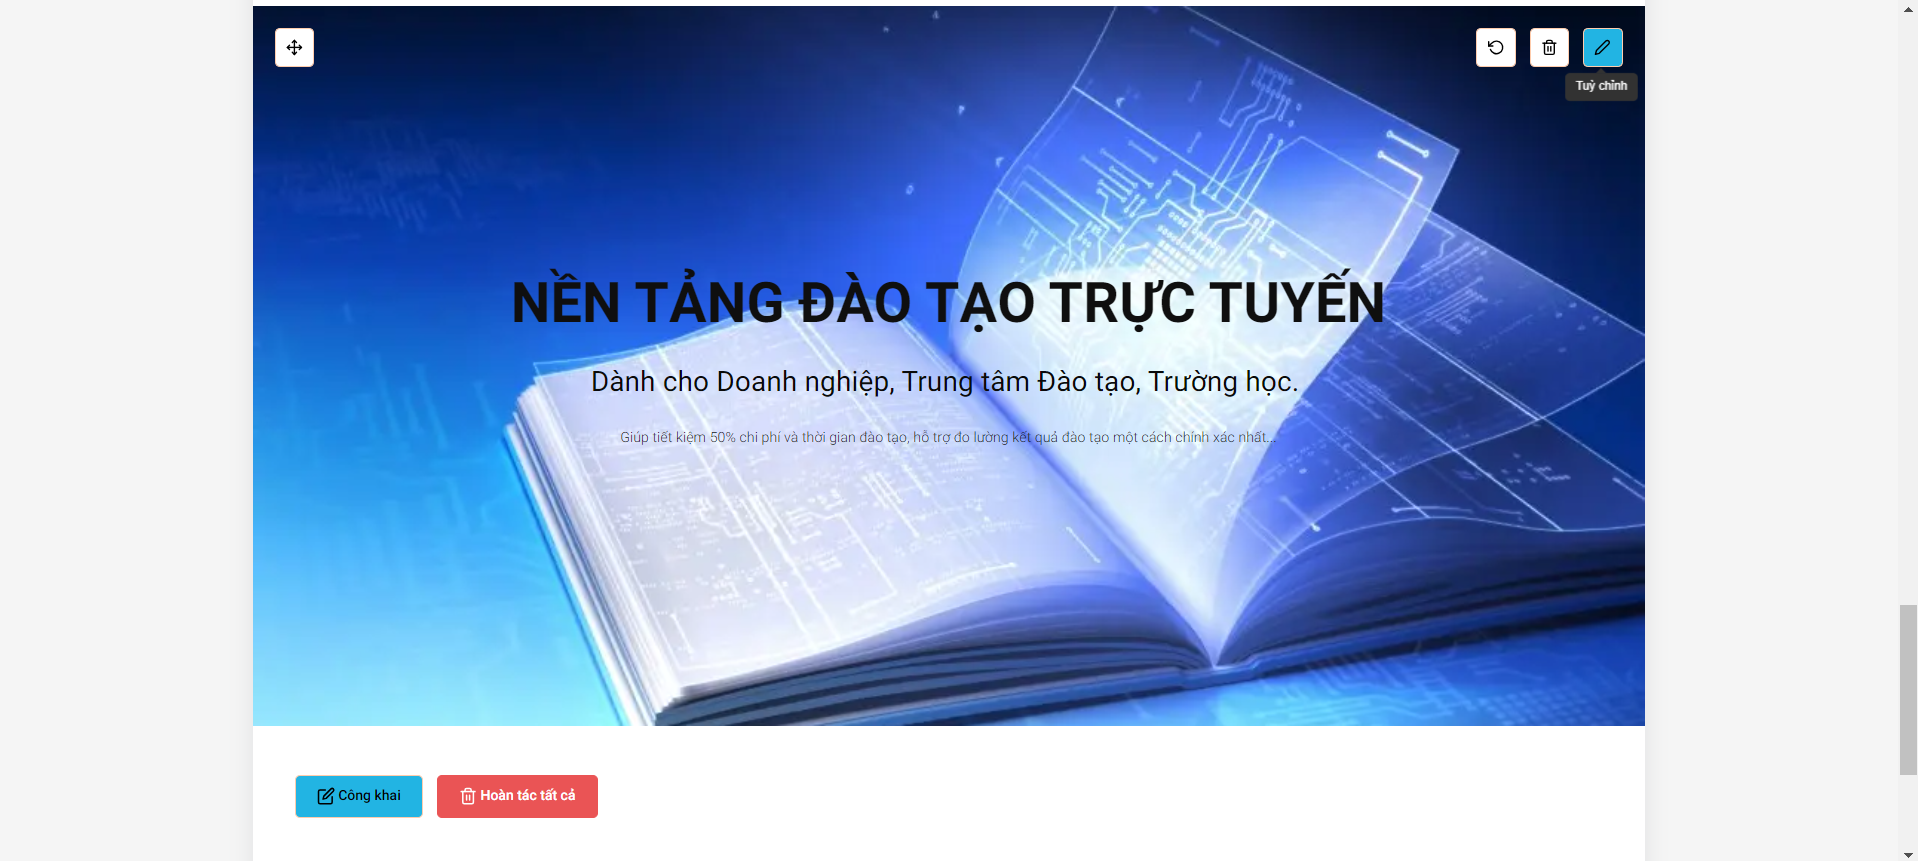 Tuỳ chỉnh
NỀN TẢNG ĐÀO TẠO TRỰC TUYẾN
Dành cho Doanh nghiệp, Trung tâm Đào tạo, Trường học.
Giúp tiết kiệm 50% chi phí và thời gian đào tạo, hỗ trợ đo lường kết quả đào tạo một cách chính xác nhất...
Công khai
Hoàn tác tất cả